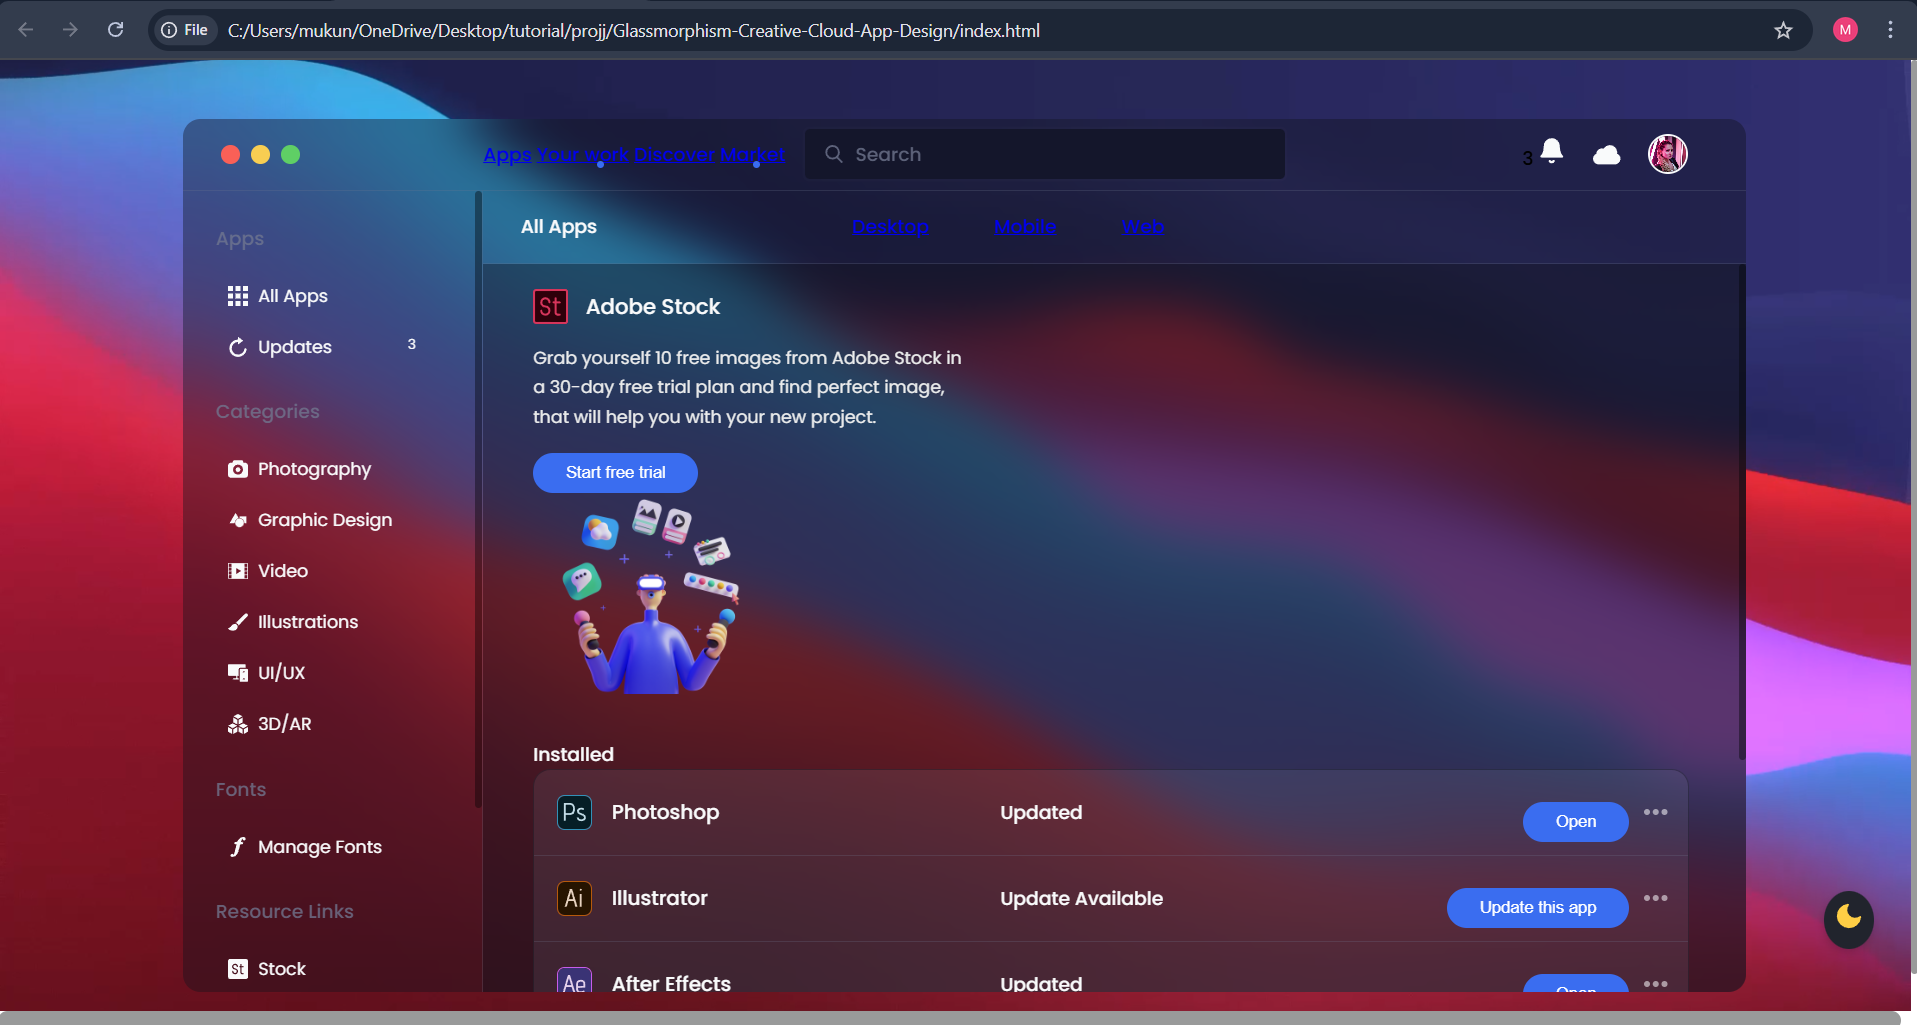 File C:/Users/mukun/OneDrive/Desktop/tutorial/projj/Glassmorphism-Creative-Cloud-App-Design/index.html M
Apps Your work Discover Market Search 3
Apps
All Apps
Updates 3
Categories
Photography
Graphic Design
Video
Illustrations
UI/UX
3D/AR
Fonts
Manage Fonts
Resource Links
St Stock
All Apps Desktop Mobile Web
St Adobe Stock
Grab yourself 10 free images from Adobe Stock in
a 30-day free trial plan and find perfect image,
that will help you with your new project.
Start free trial
Installed
Ps Photoshop Updated Open
Ai Illustrator Update Available Update this app
Ae After Effects Updated Open